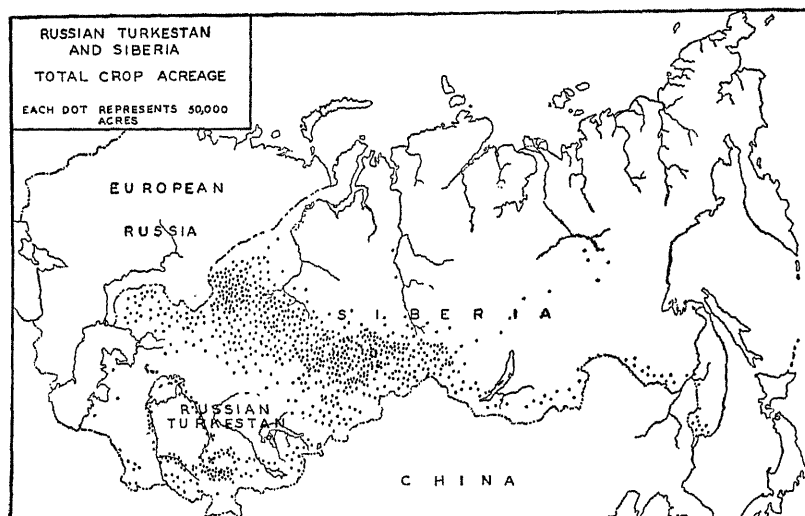 RUSSIAN TURKESTAN
AND SIBERIA
TOTAL CROP ACREAGE
EACH DOT REPRESENTS 50,000
ACRES
EUROPEAN
RUSSIA
SIBERIA
RUSSIAN
TURKESTAN
CHINA